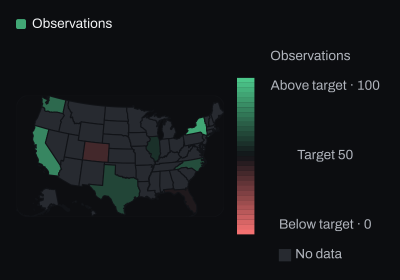 Observations
Observations
Above target · 100
Target 50
Below target · 0
No data